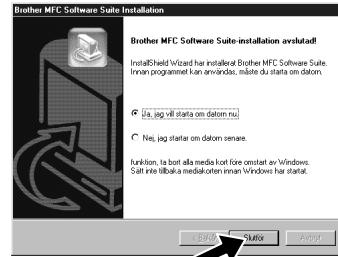 Brother MFC Software Suite Installation
Brother MFC Software Suite-installation avslutad!
InstallShield Wizard har installerat Brother MFC Software Suite.
Innan programmet kan användas, måste du starta om datorn.
Ja, jag vill starta om datorn nu.
Nej, jag startar om datorn senare.
funktion, ta bort alla media kort före omstart av Windows.
Sätt inte tillbaka mediakorten innan Windows har startat.
Slutför
Avbryt